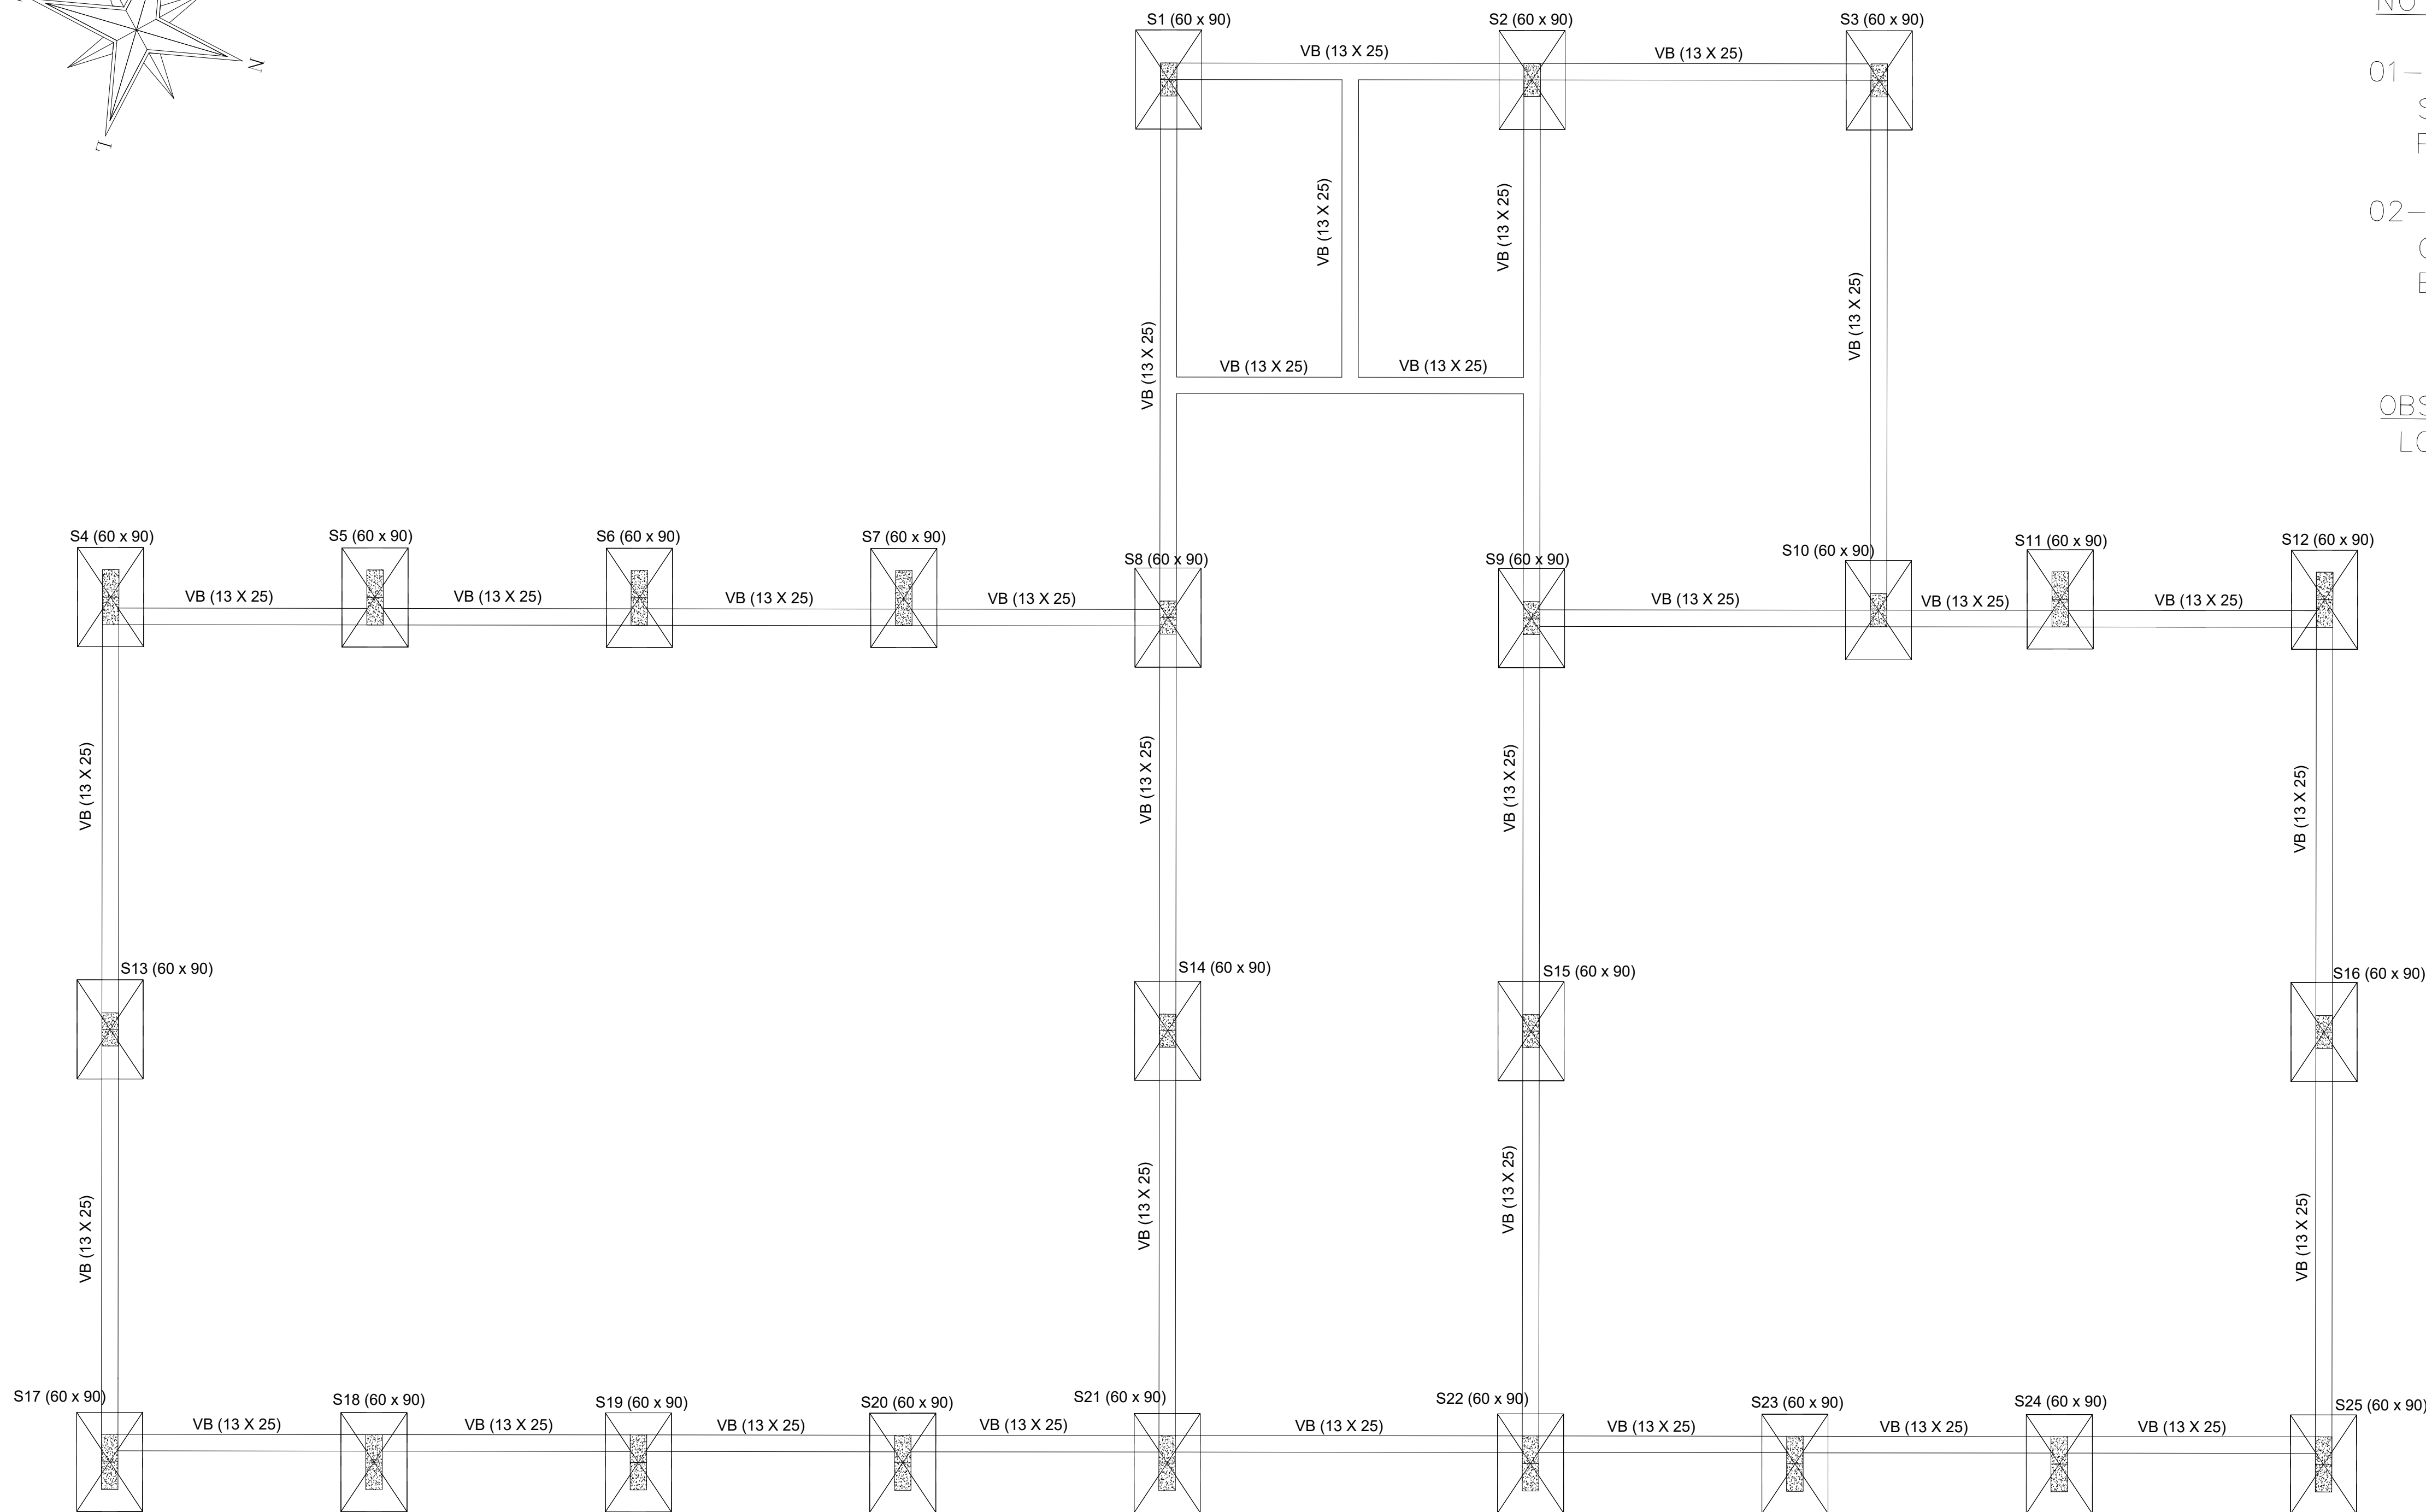 S1 (60 x 90)
S2 (60 x 90)
S3 (60 x 90)
VB (13 X 25)
VB (13 X 25)
N
L
01-
02-
VB (13 X 25)
VB (13 X 25)
VB (13 X 25)
VB (13 X 25)
VB (13 X 25)
VB (13 X 25)
S4 (60 x 90)
S5 (60 x 90)
S6 (60 x 90)
S7 (60 x 90)
S8 (60 x 90)
S9 (60 x 90)
S10 (60 x 90)
S11 (60 x 90)
S12 (60 x 90)
VB (13 X 25)
VB (13 X 25)
VB (13 X 25)
VB (13 X 25)
VB (13 X 25)
VB (13 X 25)
VB (13 X 25)
VB (13 X 25)
VB (13 X 25)
VB (13 X 25)
VB (13 X 25)
S13 (60 x 90)
S14 (60 x 90)
S15 (60 x 90)
S16 (60 x 90)
VB (13 X 25)
VB (13 X 25)
VB (13 X 25)
VB (13 X 25)
S17 (60 x 90)
S18 (60 x 90)
S19 (60 x 90)
S20 (60 x 90)
S21 (60 x 90)
S22 (60 x 90)
S23 (60 x 90)
S24 (60 x 90)
S25 (60 x 90)
VB (13 X 25)
VB (13 X 25)
VB (13 X 25)
VB (13 X 25)
VB (13 X 25)
VB (13 X 25)
VB (13 X 25)
VB (13 X 25)